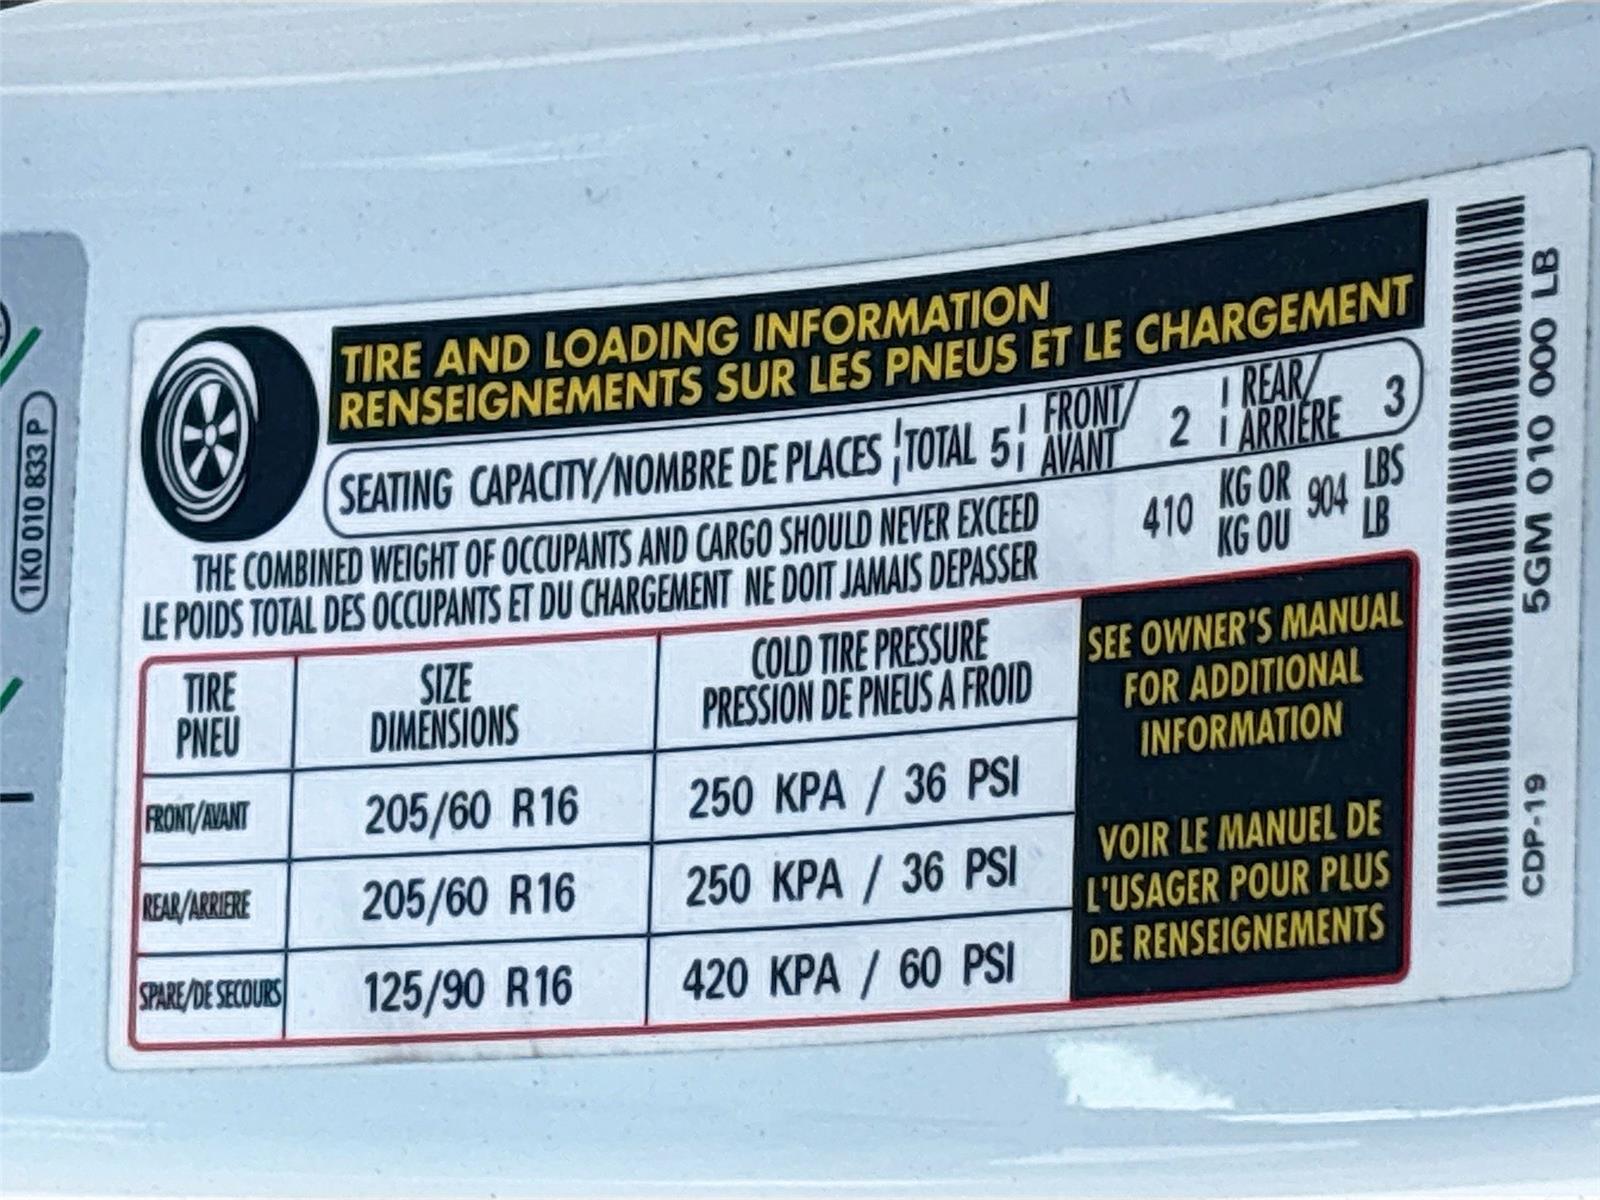 TIRE AND LOADING INFORMATION
RENSEIGNEMENTS SUR LES PNEUS ET LE CHARGEMENT
SEATING CAPACITY/NOMBRE DE PLACES TOTAL 5 FRONT/AVANT 2 REAR/ARRIÈRE 3
THE COMBINED WEIGHT OF OCCUPANTS AND CARGO SHOULD NEVER EXCEED
LE POIDS TOTAL DES OCCUPANTS ET DU CHARGEMENT NE DOIT JAMAIS DEPASSER
410 KG OR KG OU 904 LBS LB
TIRE
PNEU
SIZE
DIMENSIONS
COLD TIRE PRESSURE
PRESSION DE PNEUS A FROID
FRONT/AVANT 205/60 R16 250 KPA / 36 PSI
REAR/ARRIERE 205/60 R16 250 KPA / 36 PSI
SPARE/DE SECOURS 125/90 R16 420 KPA / 60 PSI
SEE OWNER'S MANUAL
FOR ADDITIONAL
INFORMATION
VOIR LE MANUEL DE
L'USAGER POUR PLUS
DE RENSEIGNEMENTS
5GM 010 000 LB
CDP-19
1K0 010 833 P